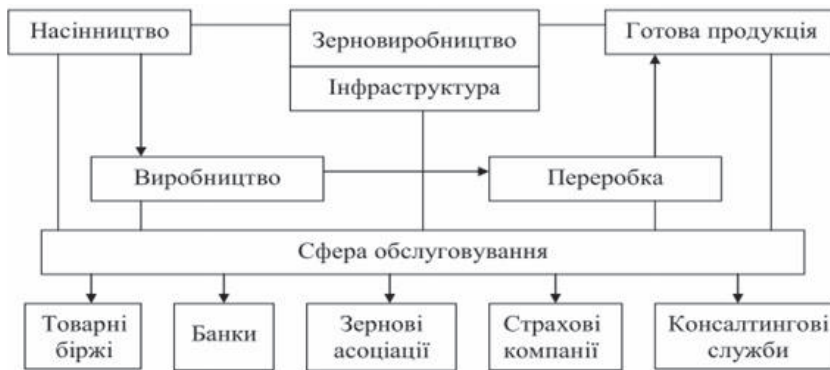 Насінництво
Зерновиробництво
Готова продукція
Інфраструктура
Виробництво
Переробка
Сфера обслуговування
Товарні
біржі
Банки
Зернові
асоціації
Страхові
компанії
Консалтингові
служби